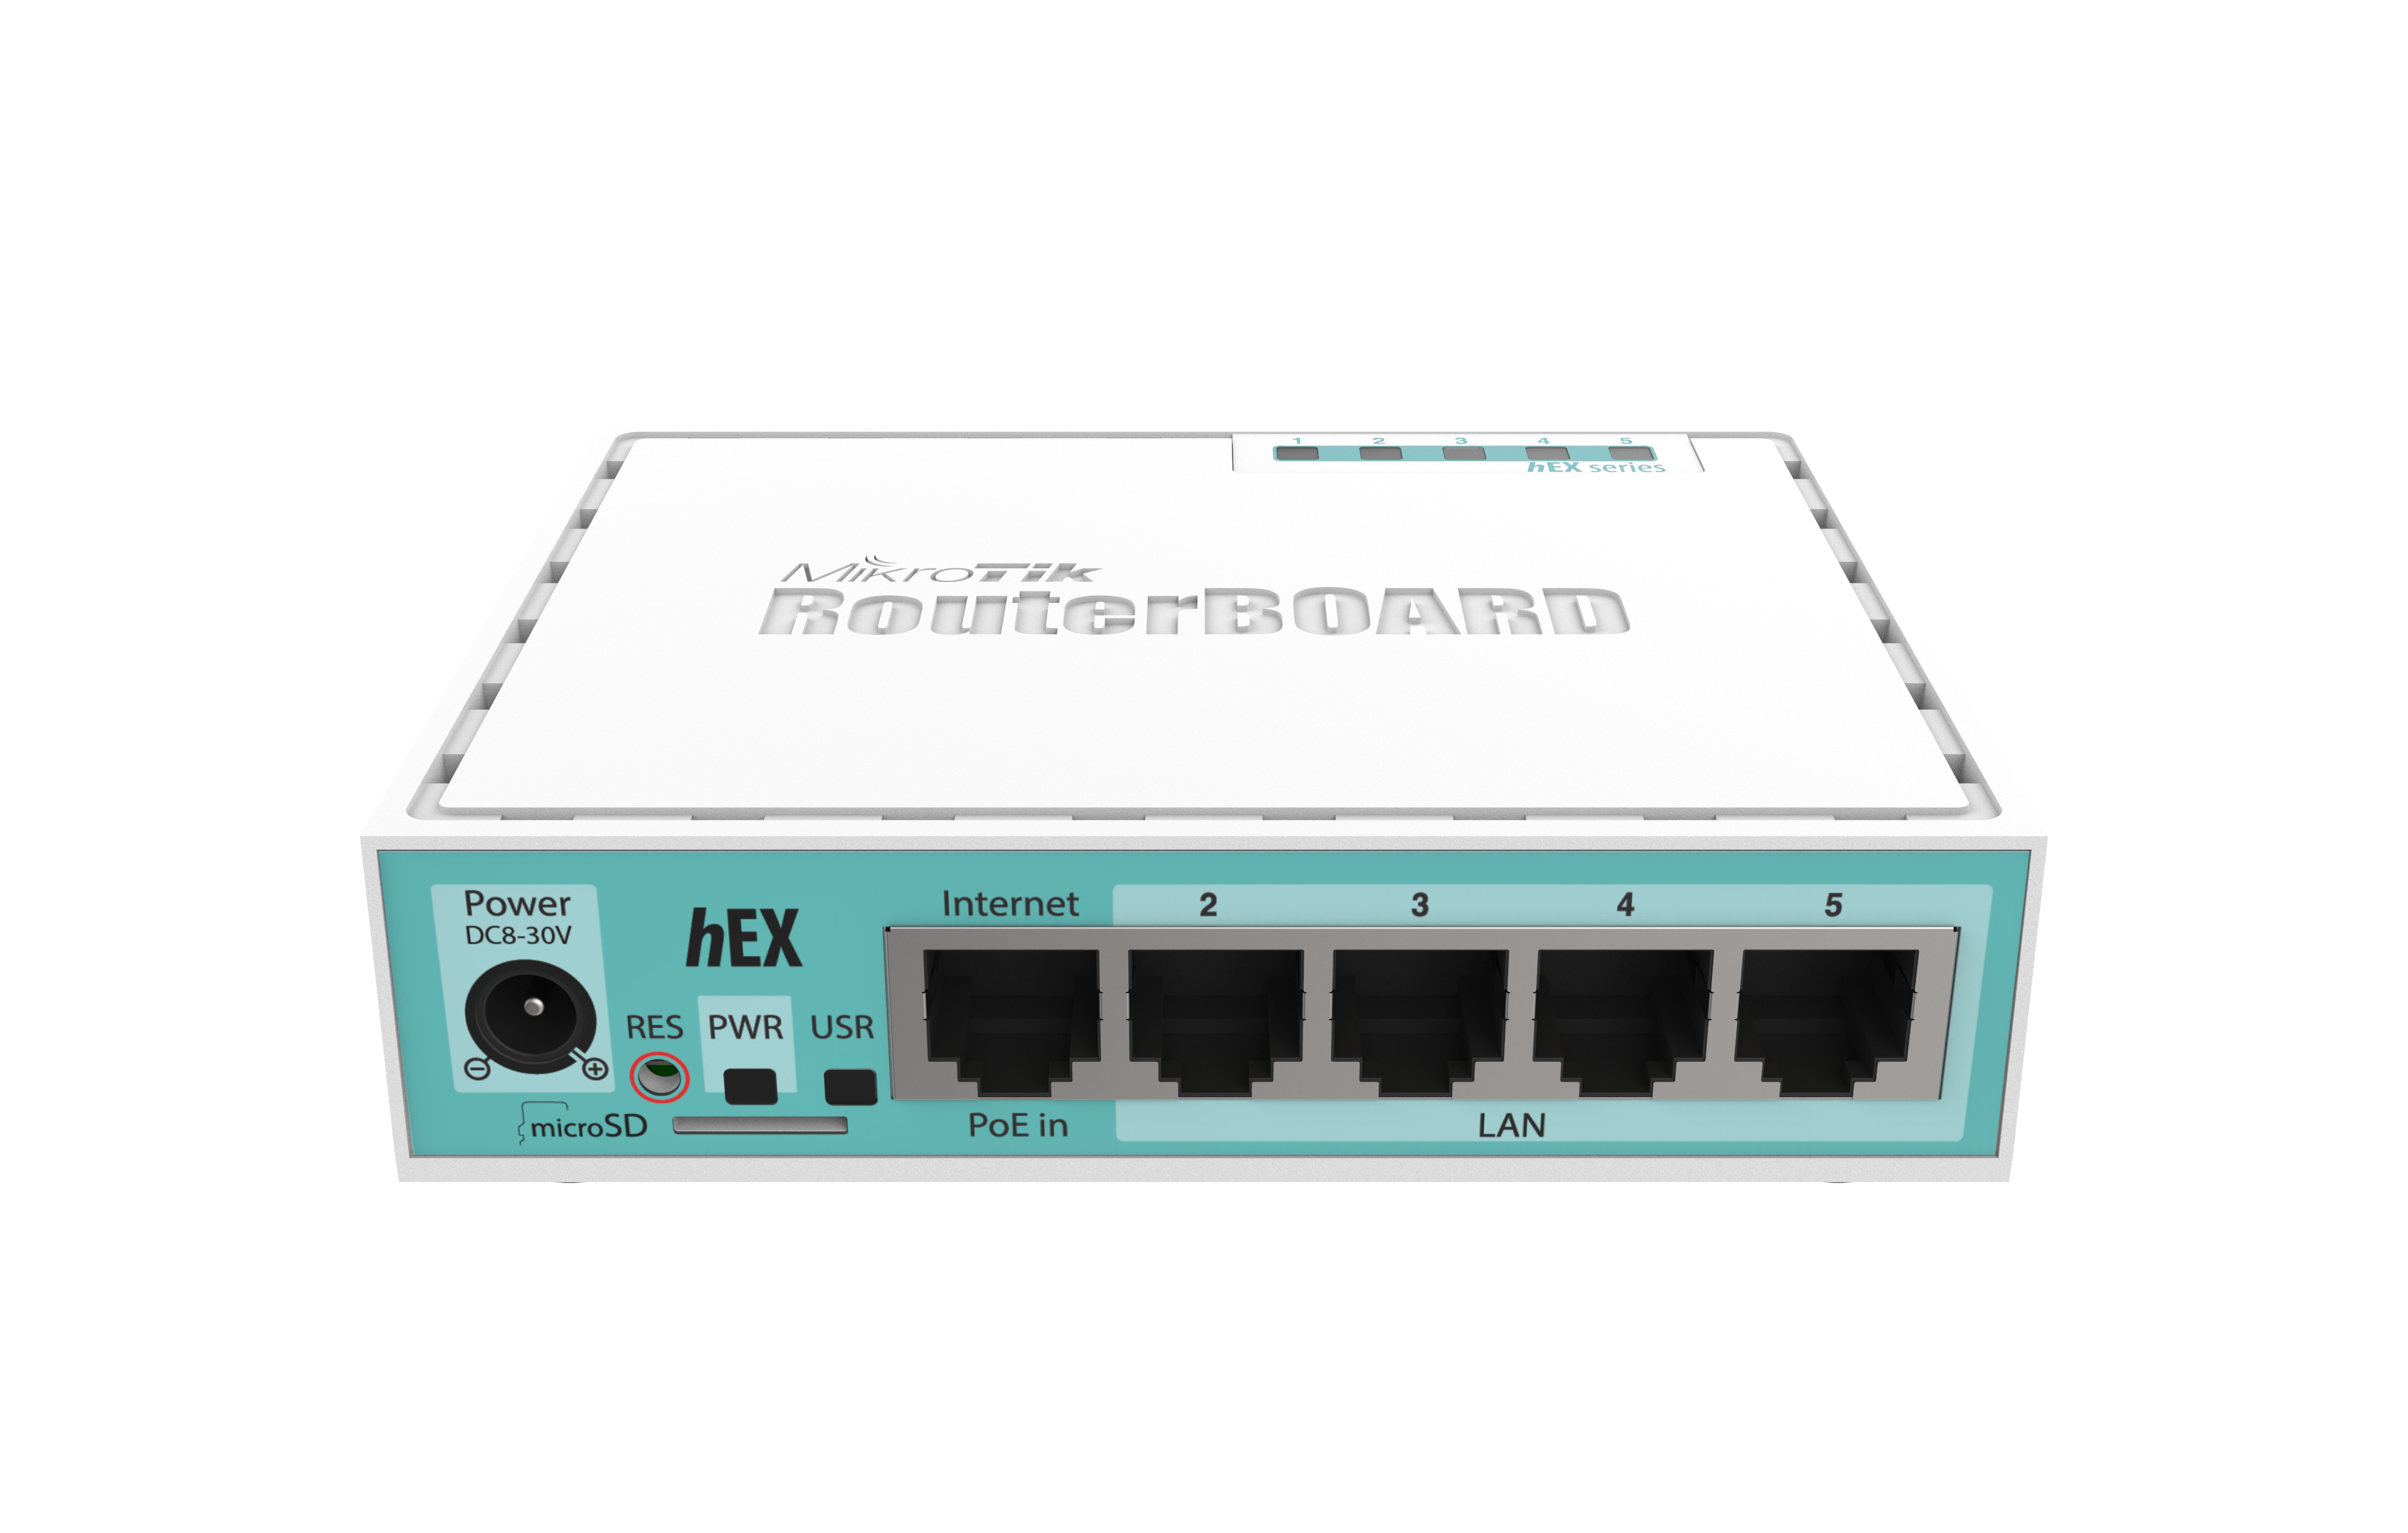 1 2 3 4 5
hEX series
MikroTik
RouterBOARD
Power
DC8-30V
hEX
Internet
2
3
4
5
RES
PWR
USR
microSD
PoE in
LAN